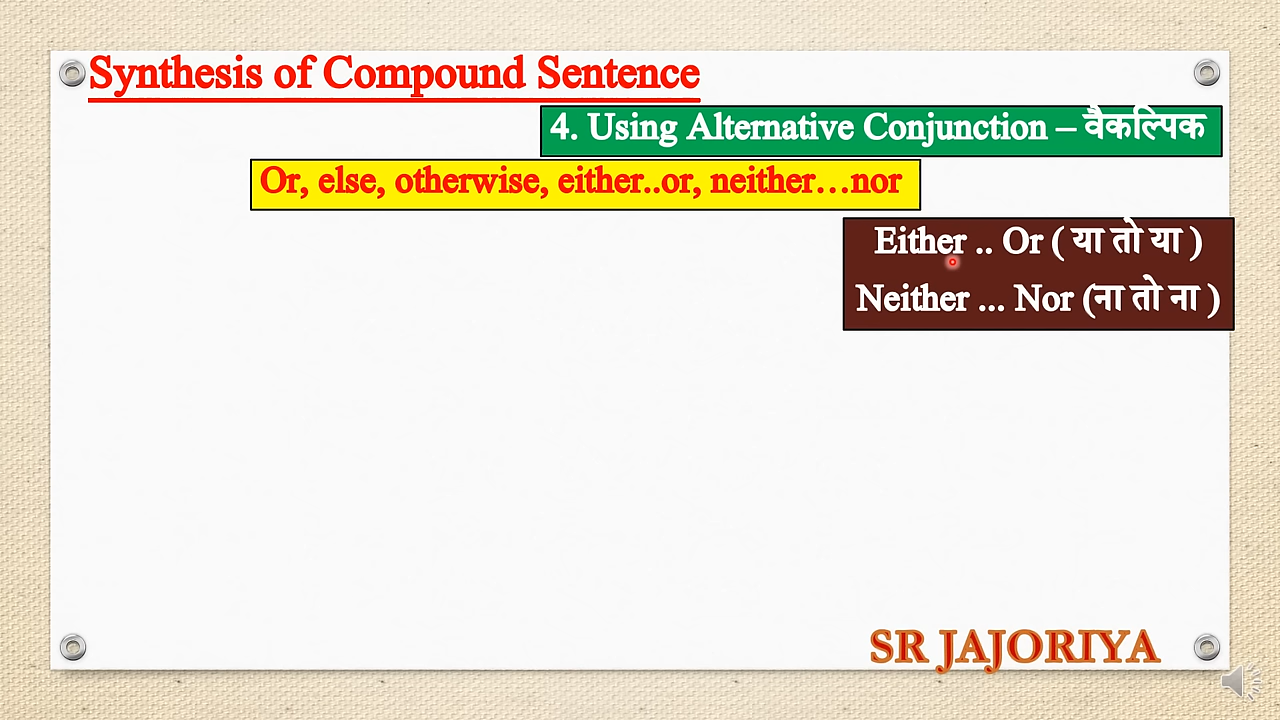 Synthesis of Compound Sentence
4. Using Alternative Conjunction – वैकल्पिक
Or, else, otherwise, either..or, neither…nor
Either .. Or ( या तो या )
Neither ... Nor (ना तो ना )
SR JAJORIYA